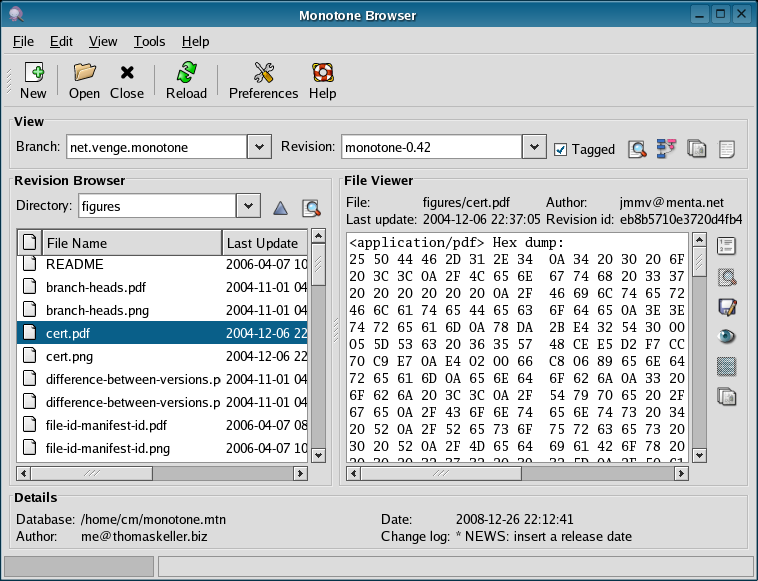 Monotone Browser
File Edit View Tools Help
New Open Close Reload Preferences Help
View
Branch: net.venge.monotone Revision: monotone-0.42 Tagged
Revision Browser
Directory: figures
File Name Last Update
README 2006-04-07 10
branch-heads.pdf 2004-11-01 04
branch-heads.png 2004-11-01 04
cert.pdf 2004-12-06 22
cert.png 2004-12-06 22
difference-between-versions.p 2004-11-01 04
difference-between-versions.p 2004-11-01 04
file-id-manifest-id.pdf 2006-04-07 08
file-id-manifest-id.png 2006-04-07 10
File Viewer
File: figures/cert.pdf Author: jmmv@menta.net
Last update: 2004-12-06 22:37:05 Revision id: eb8b5710e3720d4fb4
<application/pdf> Hex dump:
25 50 44 46 2D 31 2E 34 0A 34 20 30 20 6F
20 3C 3C 0A 2F 4C 65 6E 67 74 68 20 33 37
20 20 20 20 20 20 0A 2F 46 69 6C 74 65 72
46 6C 61 74 65 44 65 63 6F 64 65 0A 3E 3E
74 72 65 61 6D 0A 78 DA 2B E4 32 54 30 00
05 5D 53 63 20 36 35 57 48 CE E5 D2 F7 CC
70 C9 E7 0A E4 02 00 66 C8 06 89 65 6E 64
72 65 61 6D 0A 65 6E 64 6F 62 6A 0A 33 20
6F 62 6A 20 3C 3C 0A 2F 54 79 70 65 20 2F
67 65 0A 2F 43 6F 6E 74 65 6E 74 73 20 34
20 52 0A 2F 52 65 73 6F 75 72 63 65 73 20
30 20 52 0A 2F 4D 65 64 69 61 42 6F 78 20
Details
Database: /home/cm/monotone.mtn Date: 2008-12-26 22:12:41
Author: me@thomaskeller.biz Change log: * NEWS: insert a release date